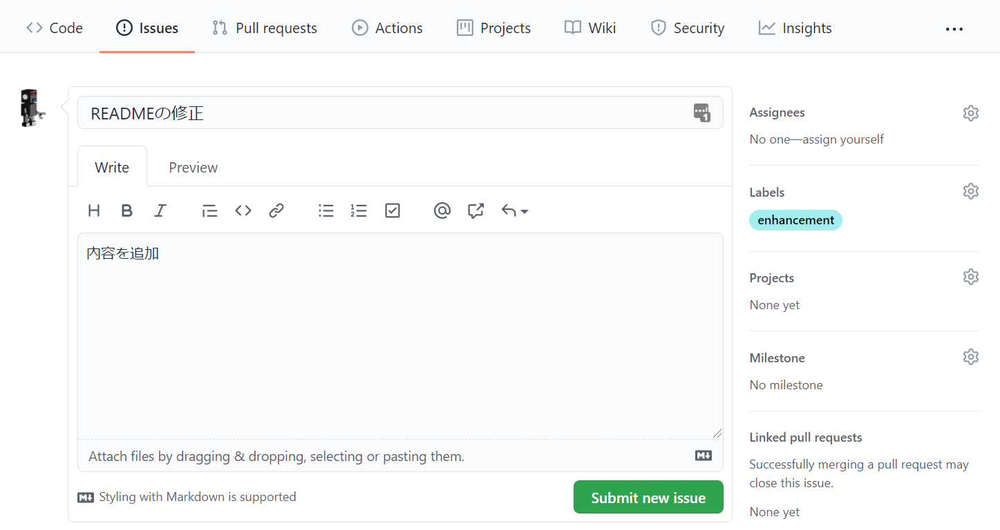 Code Issues Pull requests Actions Projects Wiki Security Insights
READMEの修正
1
Write Preview
内容を追加
Attach files by dragging & dropping, selecting or pasting them.
Styling with Markdown is supported
Submit new issue
Assignees
No one—assign yourself
Labels
enhancement
Projects
None yet
Milestone
No milestone
Linked pull requests
Successfully merging a pull request may
close this issue.
None yet